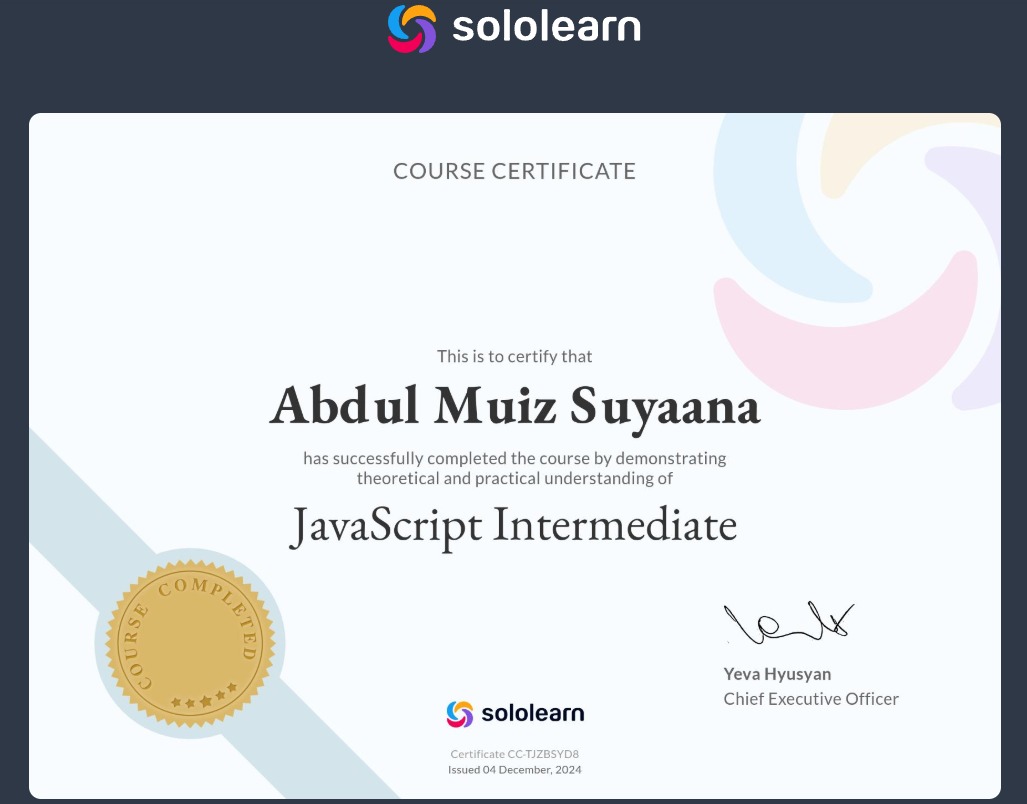 sololearn
COURSE CERTIFICATE
This is to certify that
Abdul Muiz Suyaana
has successfully completed the course by demonstrating
theoretical and practical understanding of
JavaScript Intermediate
COURSE COMPLETED
Yeva Hyusyan
Chief Executive Officer
sololearn
Certificate CC-TJZBSYD8
Issued 04 December, 2024